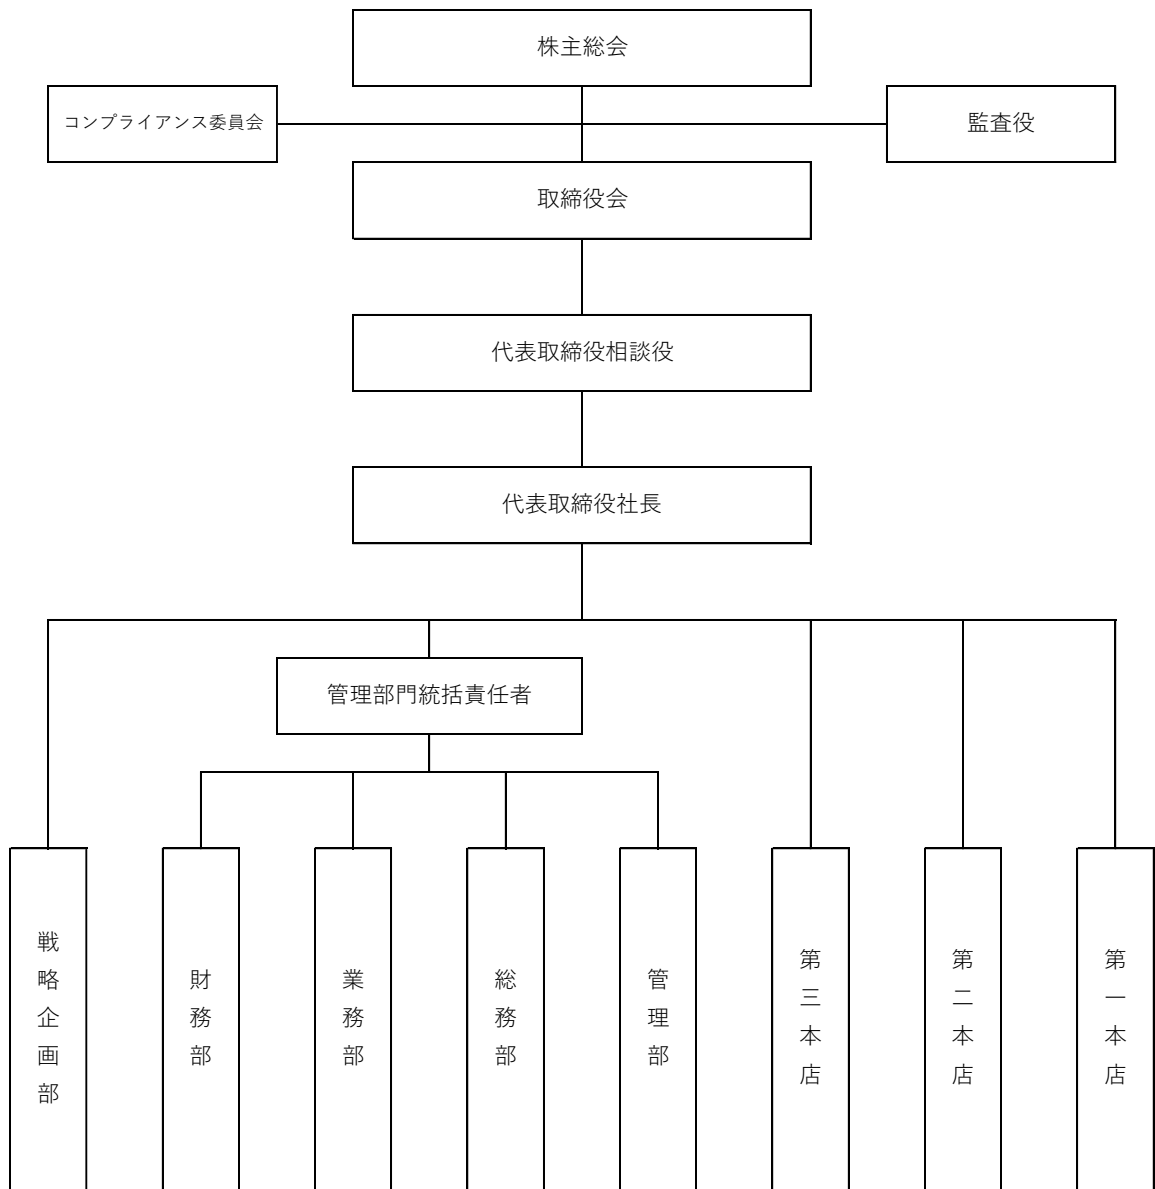 株主総会
コンプライアンス委員会
監査役
取締役会
代表取締役相談役
代表取締役社長
管理部門統括責任者
戦略企画部
財務部
業務部
総務部
管理部
第三本店
第二本店
第一本店